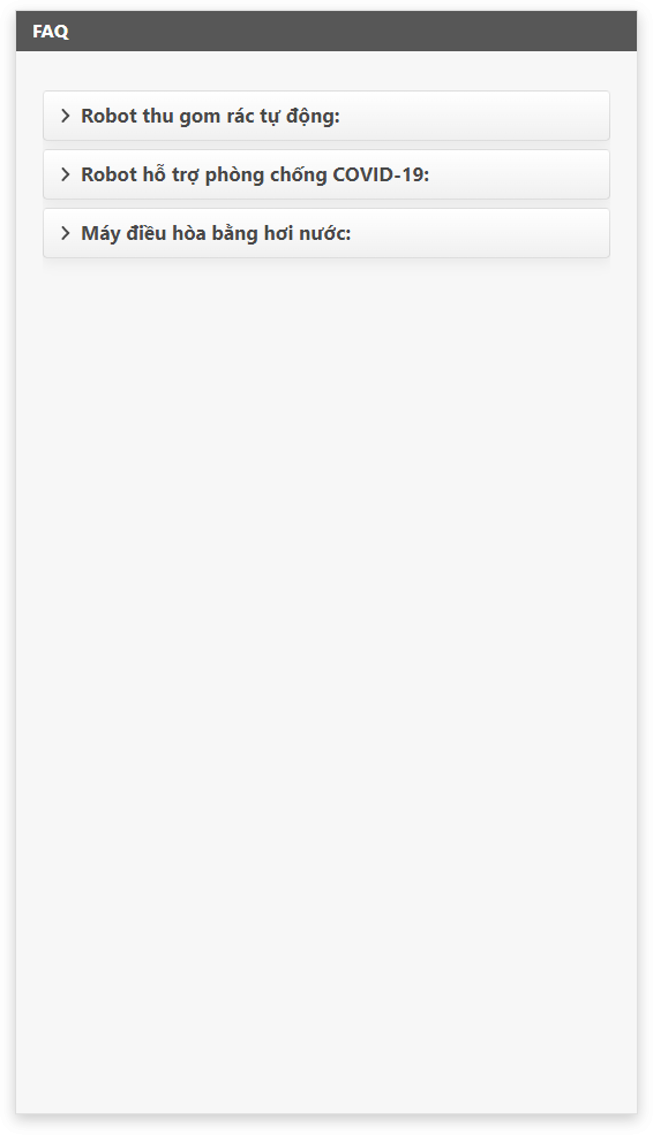 FAQ
Robot thu gom rác tự động:
Robot hỗ trợ phòng chống COVID-19:
Máy điều hòa bằng hơi nước: